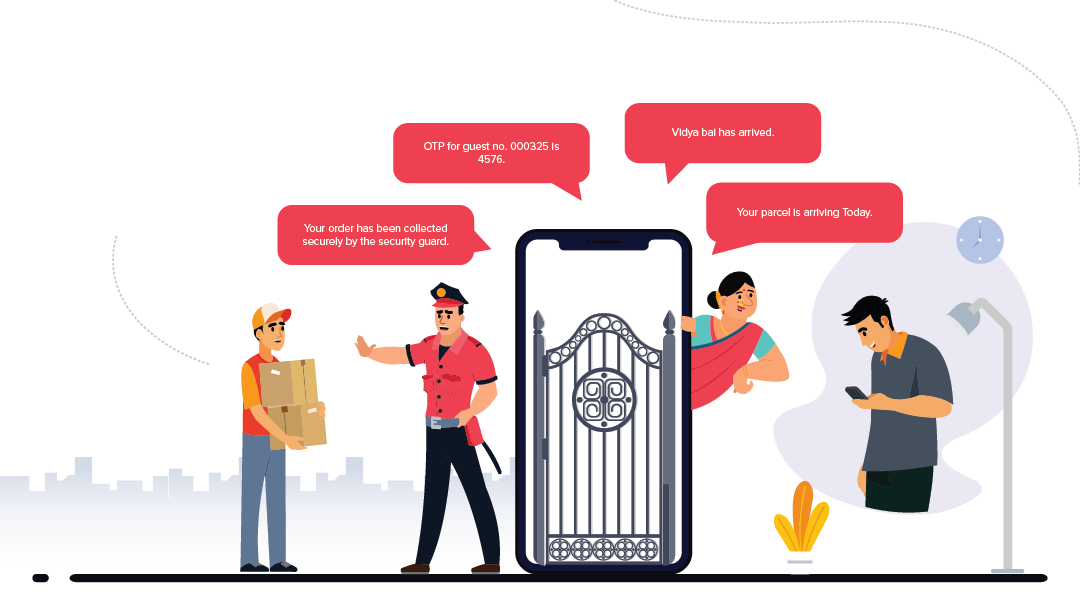 Vidya bai has arrived.
OTP for guest no. 000325 is
4576.
Your parcel is arriving Today.
Your order has been collected
securely by the security guard.